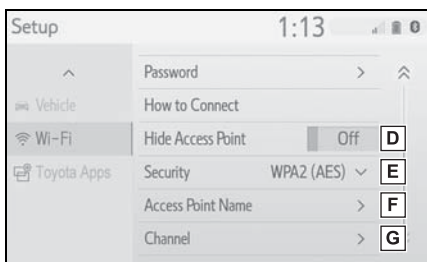 Setup 1:13 0
Password
Vehicle How to Connect
Wi-Fi Hide Access Point Off D
Toyota Apps Security WPA2 (AES) E
Access Point Name F
Channel G